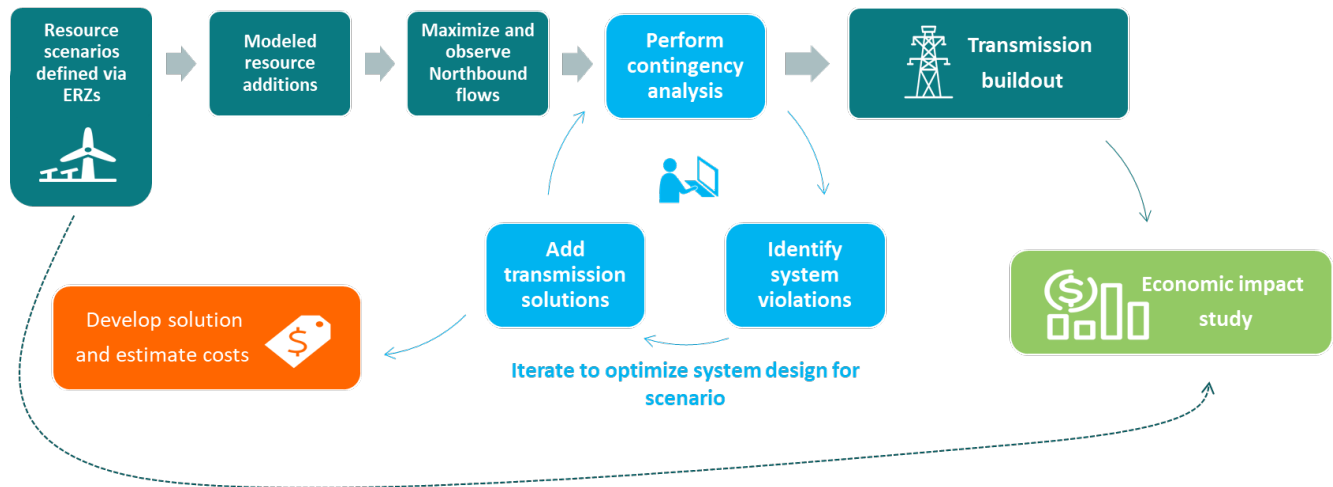 Resource
scenarios
defined via
ERZs
Modeled
resource
additions
Maximize and
observe
Northbound
flows
Perform
contingency
analysis
Transmission
buildout
Add
transmission
solutions
Identify
system
violations
Develop solution
and estimate costs
$
Iterate to optimize system design for
scenario
$
Economic impact
study